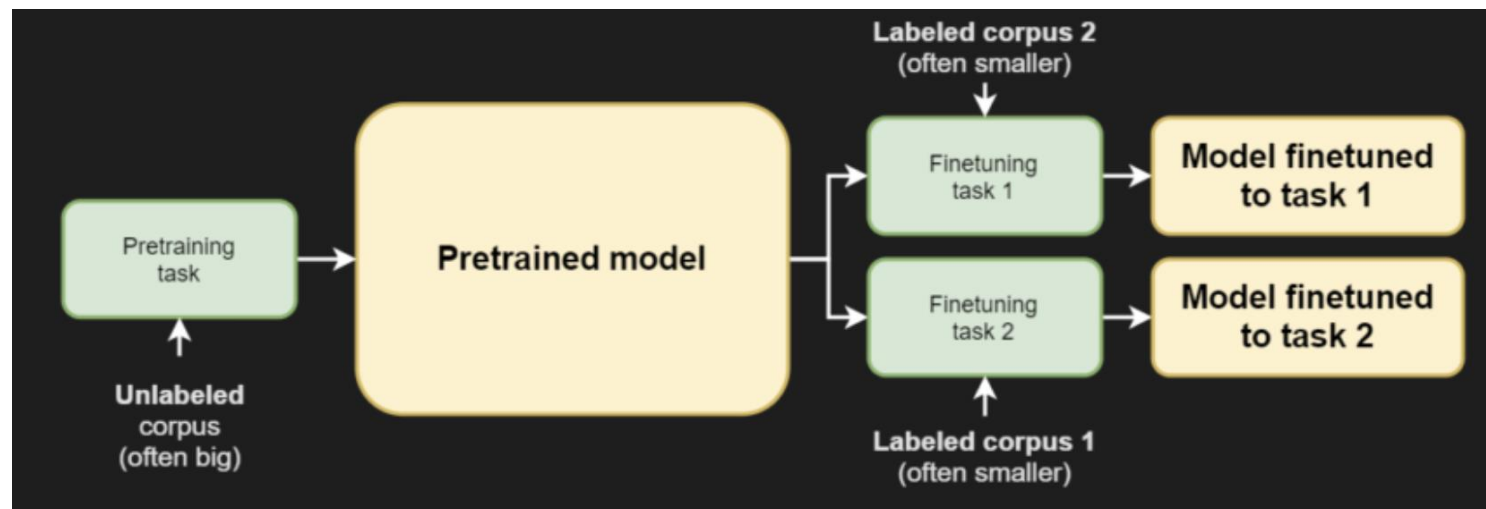 Labeled corpus 2
(often smaller)
Pretraining
task
Unlabeled
corpus
(often big)
Pretrained model
Finetuning
task 1
Model finetuned
to task 1
Finetuning
task 2
Model finetuned
to task 2
Labeled corpus 1
(often smaller)